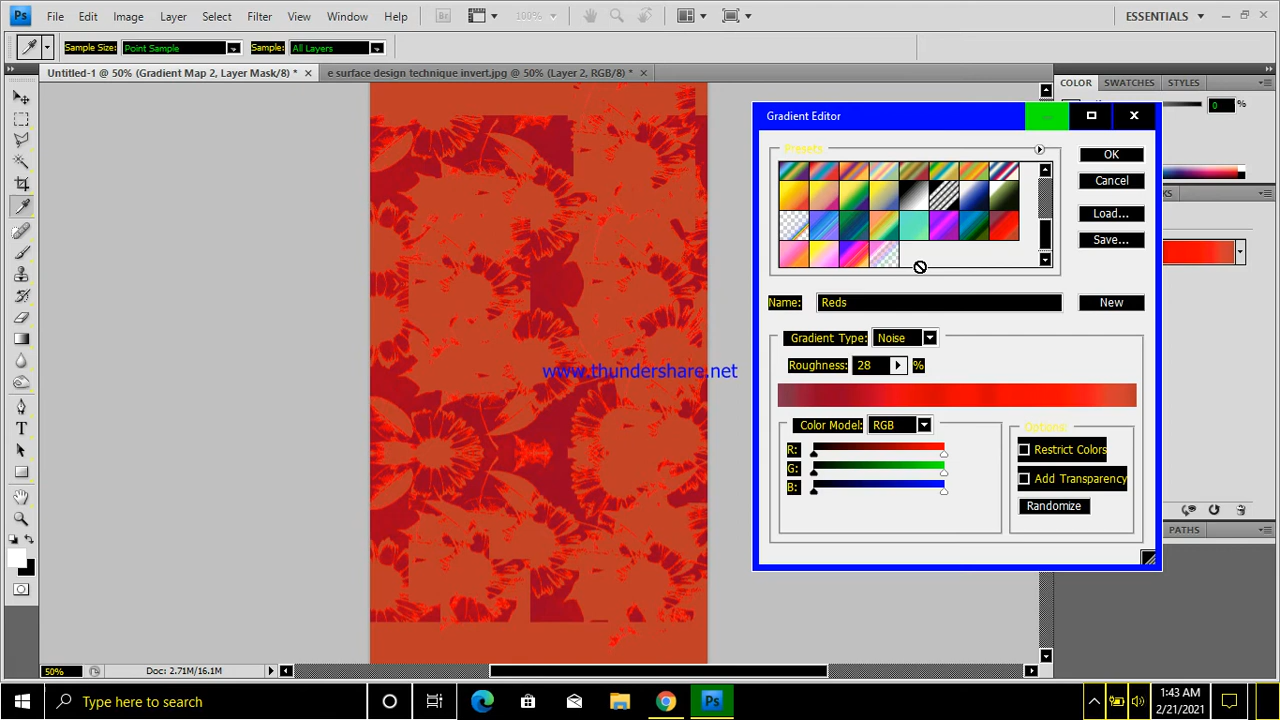 Ps File Edit Image Layer Select Filter View Window Help Br 100% ESSENTIALS
Sample Size: Point Sample Sample: All Layers
Untitled-1 @ 50% (Gradient Map 2, Layer Mask/8) * × e surface design technique invert.jpg @ 50% (Layer 2, RGB/8) * ×
COLOR SWATCHES STYLES
0 %
Gradient Editor
Presets
OK
Cancel
Load...
Save...
Name: Reds New
Gradient Type: Noise
Roughness: 28 %
www.thundershare.net
Color Model: RGB
Options:
R:
G:
B:
Restrict Colors
Add Transparency
Randomize
PATHS
50% Doc: 2.71M/16.1M
Type here to search
Ps
1:43 AM
2/21/2021